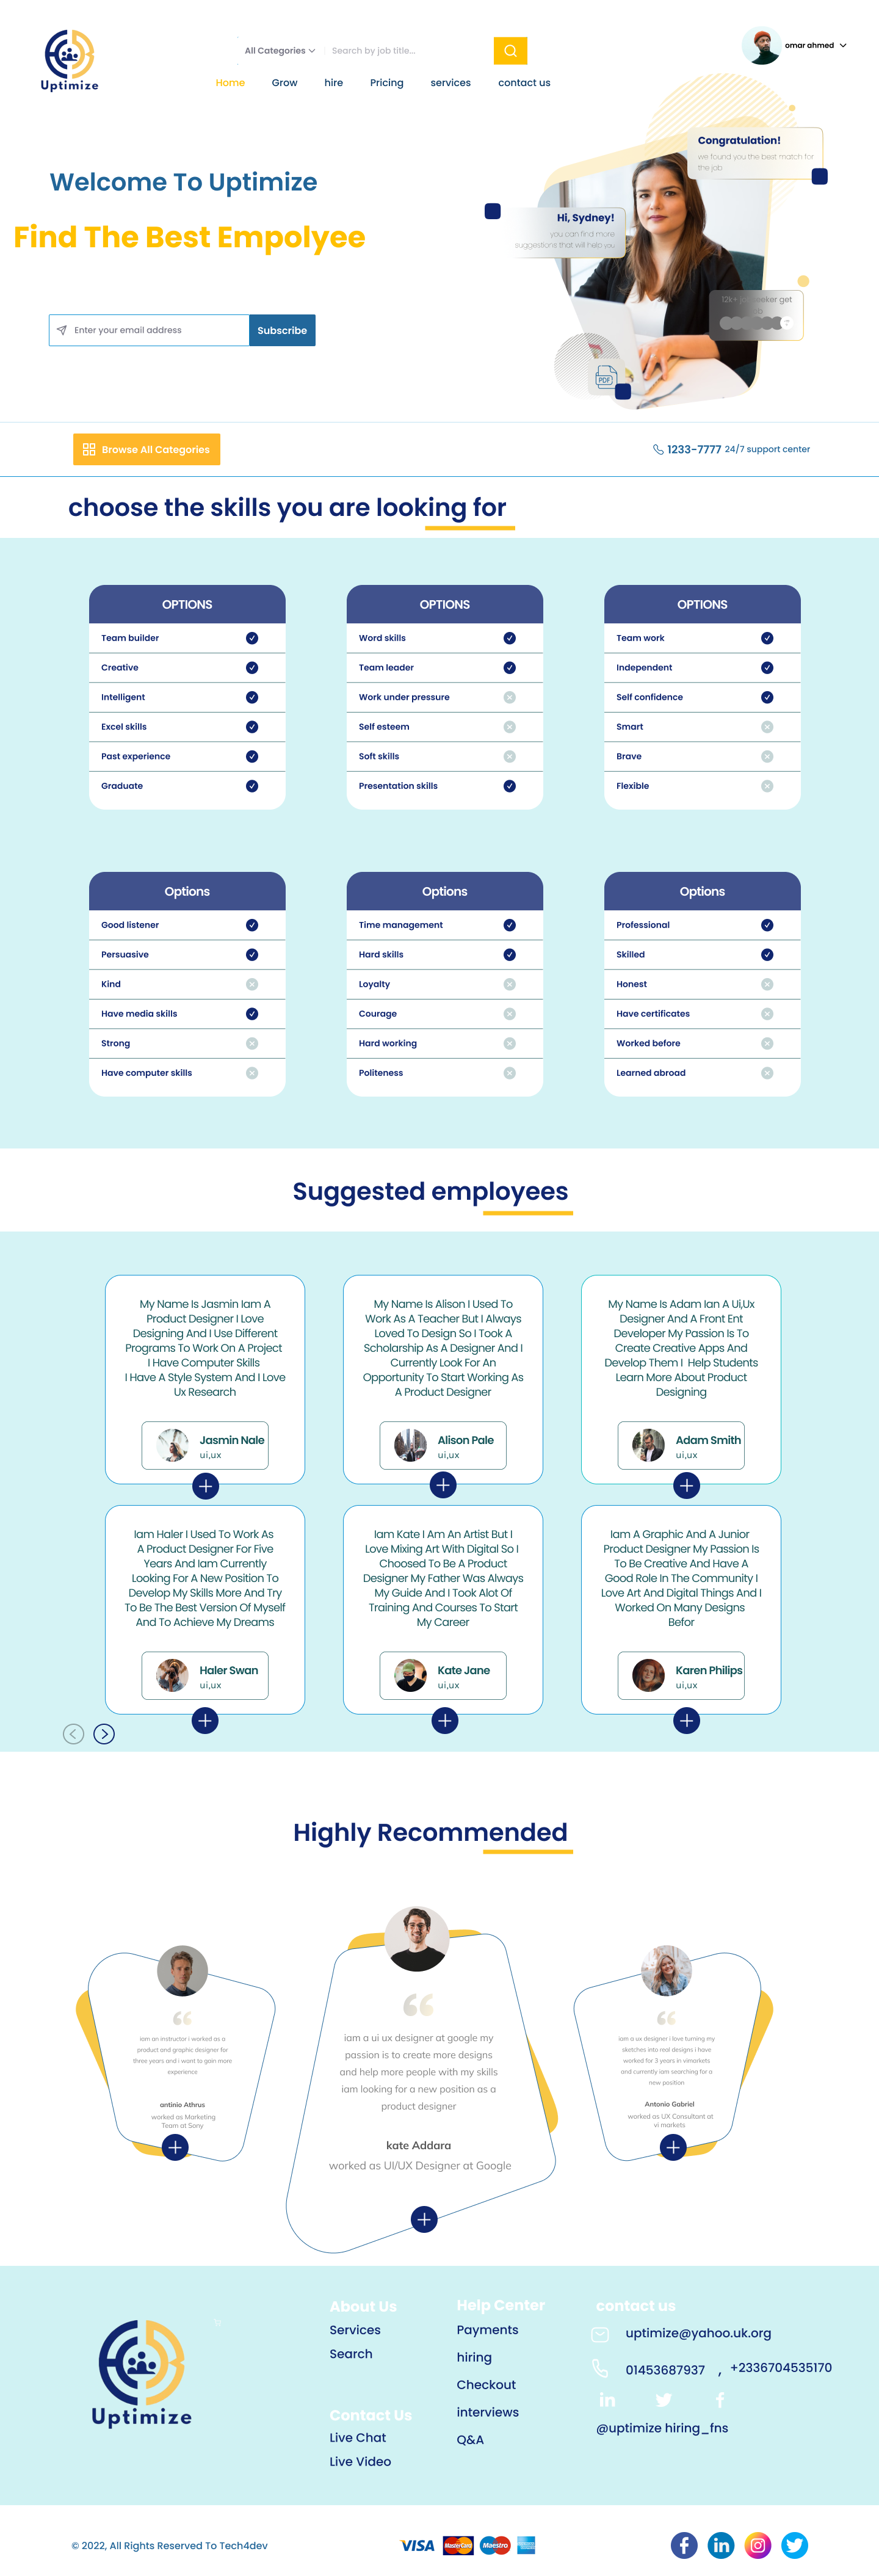 Uptimize
All Categories
Search by job title...
omar ahmed
Home
Grow
hire
Pricing
services
contact us
Welcome To Uptimize
Find The Best Empolyee
Enter your email address
Subscribe
Congratulation!
we found you the best match for
the job
Hi, Sydney!
you can find more
suggestions that will help you
12k+ job seeker get
PDF
Browse All Categories
1233-7777 24/7 support center
choose the skills you are looking for
OPTIONS
Team builder
Creative
Intelligent
Excel skills
Past experience
Graduate
OPTIONS
Word skills
Team leader
Work under pressure
Self esteem
Soft skills
Presentation skills
OPTIONS
Team work
Independent
Self confidence
Smart
Brave
Flexible
Options
Good listener
Persuasive
Kind
Have media skills
Strong
Have computer skills
Options
Time management
Hard skills
Loyalty
Courage
Hard working
Politeness
Options
Professional
Skilled
Honest
Have certificates
Worked before
Learned abroad
Suggested employees
My Name Is Jasmin Iam A
Product Designer I Love
Designing And I Use Different
Programs To Work On A Project
I Have Computer Skills
I Have A Style System And I Love
Ux Research
Jasmin Nale
ui,ux
My Name Is Alison I Used To
Work As A Teacher But I Always
Loved To Design So I Took A
Scholarship As A Designer And I
Currently Look For An
Opportunity To Start Working As
A Product Designer
Alison Pale
ui,ux
My Name Is Adam Ian A Ui,Ux
Designer And A Front Ent
Developer My Passion Is To
Create Creative Apps And
Develop Them I Help Students
Learn More About Product
Designing
Adam Smith
ui,ux
Iam Haler I Used To Work As
A Product Designer For Five
Years And Iam Currently
Looking For A New Position To
Develop My Skills More And Try
To Be The Best Version Of Myself
And To Achieve My Dreams
Haler Swan
ui,ux
Iam Kate I Am An Artist But I
Love Mixing Art With Digital So I
Choosed To Be A Product
Designer My Father Was Always
My Guide And I Took Alot Of
Training And Courses To Start
My Career
Kate Jane
ui,ux
Iam A Graphic And A Junior
Product Designer My Passion Is
To Be Creative And Have A
Good Role In The Community I
Love Art And Digital Things And I
Worked On Many Designs
Befor
Karen Philips
ui,ux
Highly Recommended
iam an instructor i worked as a
product and graphic designer for
three years and i want to gain more
experience
antinio Athrus
worked as Marketing
Team at Sony
iam a ui ux designer at google my
passion is to create more designs
and help more people with my skills
iam looking for a new position as a
product designer
kate Addara
worked as UI/UX Designer at Google
iam a ux designer i love turning my
sketches into real designs i have
worked for 3 years in vimarkets
and currently iam searching for a
new position
Antonio Gabriel
worked as UX Consultant at
vi markets
Uptimize
About Us
Services
Search
Contact Us
Live Chat
Live Video
Help Center
Payments
hiring
Checkout
interviews
Q&A
contact us
uptimize@yahoo.uk.org
01453687937 , +2336704535170
@uptimize hiring_fns
© 2022, All Rights Reserved To Tech4dev
VISA
MasterCard
Maestro